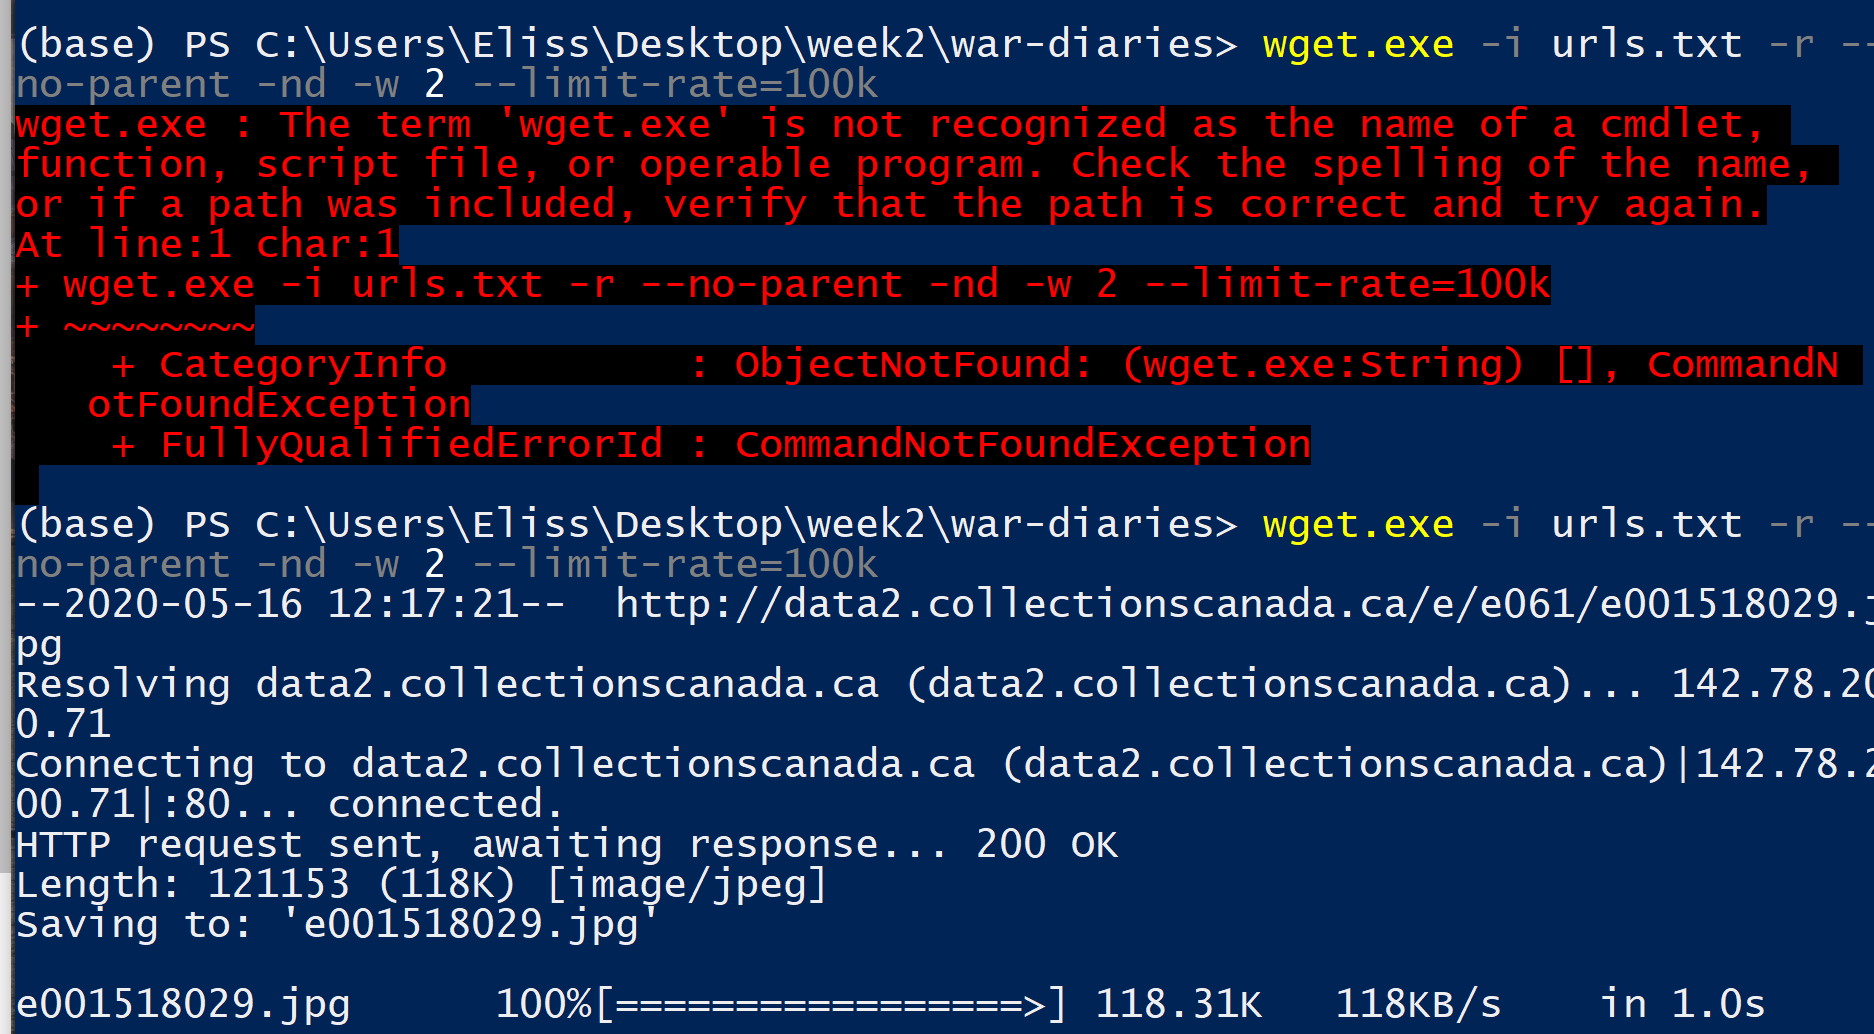 (base) PS C:\Users\Eliss\Desktop\week2\war-diaries> wget.exe -i urls.txt -r --
no-parent -nd -w 2 --limit-rate=100k
wget.exe : The term 'wget.exe' is not recognized as the name of a cmdlet,
function, script file, or operable program. Check the spelling of the name,
or if a path was included, verify that the path is correct and try again.
At line:1 char:1
+ wget.exe -i urls.txt -r --no-parent -nd -w 2 --limit-rate=100k
+ ~~~~~~~~
    + CategoryInfo          : ObjectNotFound: (wget.exe:String) [], CommandN
   otFoundException
    + FullyQualifiedErrorId : CommandNotFoundException
(base) PS C:\Users\Eliss\Desktop\week2\war-diaries> wget.exe -i urls.txt -r --
no-parent -nd -w 2 --limit-rate=100k
--2020-05-16 12:17:21--  http://data2.collectionscanada.ca/e/e061/e001518029.j
pg
Resolving data2.collectionscanada.ca (data2.collectionscanada.ca)... 142.78.20
0.71
Connecting to data2.collectionscanada.ca (data2.collectionscanada.ca)|142.78.2
00.71|:80... connected.
HTTP request sent, awaiting response... 200 OK
Length: 121153 (118K) [image/jpeg]
Saving to: 'e001518029.jpg'
e001518029.jpg      100%[=================>] 118.31K   118KB/s    in 1.0s